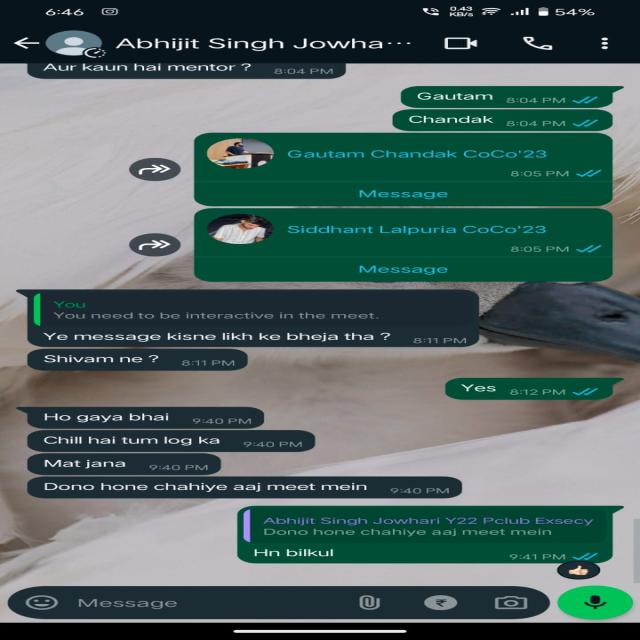 6:46
0.43 KB/s
54%
Abhijit Singh Jowha...
Aur kaun hai mentor ? 8:04 PM
Gautam 8:04 PM
Chandak 8:04 PM
Gautam Chandak CoCo'23
8:05 PM
Message
Siddhant Lalpuria CoCo'23
8:05 PM
Message
You
You need to be interactive in the meet.
Ye message kisne likh ke bheja tha ? 8:11 PM
Shivam ne ? 8:11 PM
Yes 8:12 PM
Ho gaya bhai 9:40 PM
Chill hai tum log ka 9:40 PM
Mat jana 9:40 PM
Dono hone chahiye aaj meet mein 9:40 PM
Abhijit Singh Jowhari Y22 Pclub Exsecy
Dono hone chahiye aaj meet mein
Hn bilkul 9:41 PM
Message